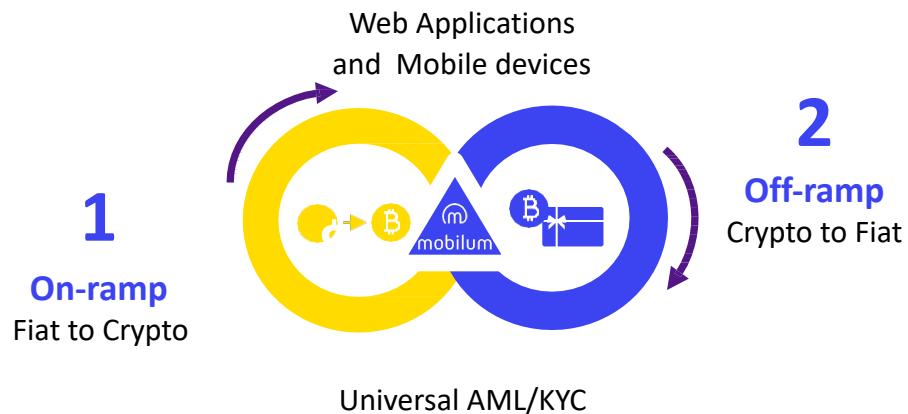 Web Applications
and Mobile devices
1
On-ramp
Fiat to Crypto
mobilum
2
Off-ramp
Crypto to Fiat
Universal AML/KYC